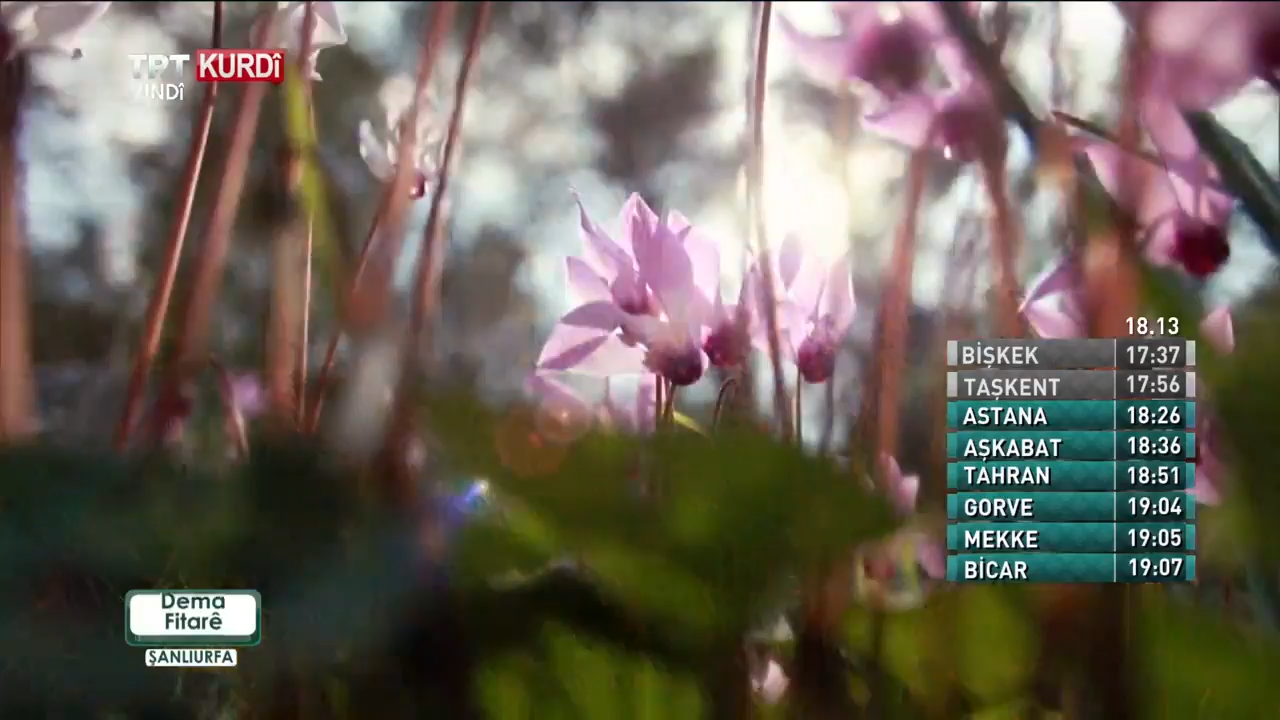 TRT KURDÎ
ZINDÎ
18.13
BİŞKEK 17:37
TAŞKENT 17:56
ASTANA 18:26
AŞKABAT 18:36
TAHRAN 18:51
GORVE 19:04
MEKKE 19:05
BİCAR 19:07
Dema
Fitarê
ŞANLIURFA